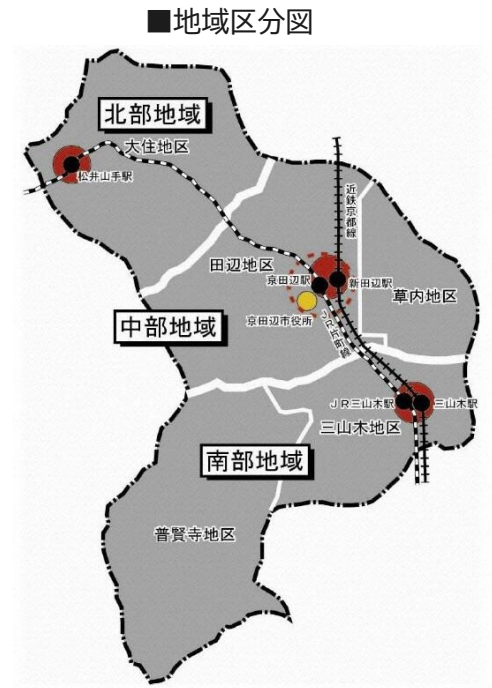 ■地域区分図
北部地域
大住地区
松井山手駅
近鉄京都線
田辺地区
京田辺駅
新田辺駅
草内地区
京田辺市役所
JR学研都市線
中部地域
JR三山木駅
三山木駅
三山木地区
南部地域
普賢寺地区